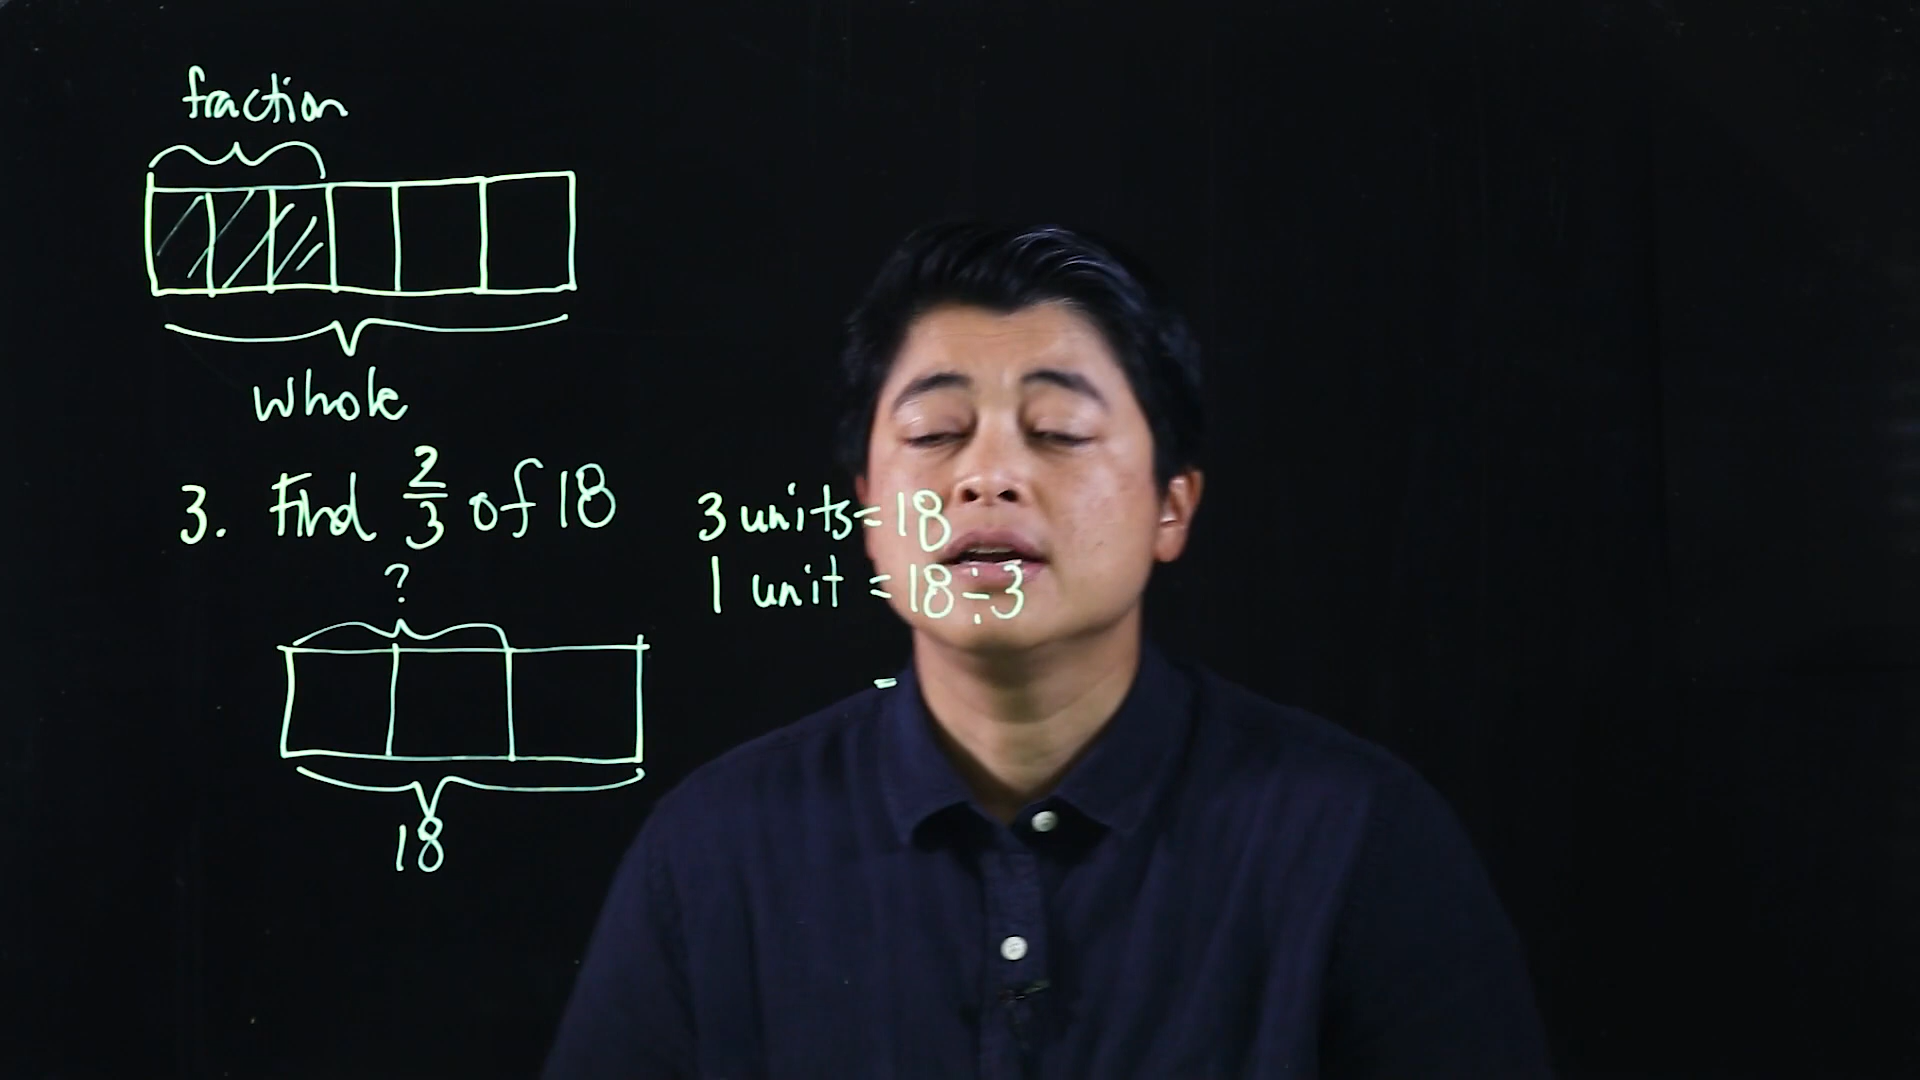 fraction
whole
3. Find 2/3 of 18
?
18
3 units = 18
1 unit = 18 ÷ 3
=